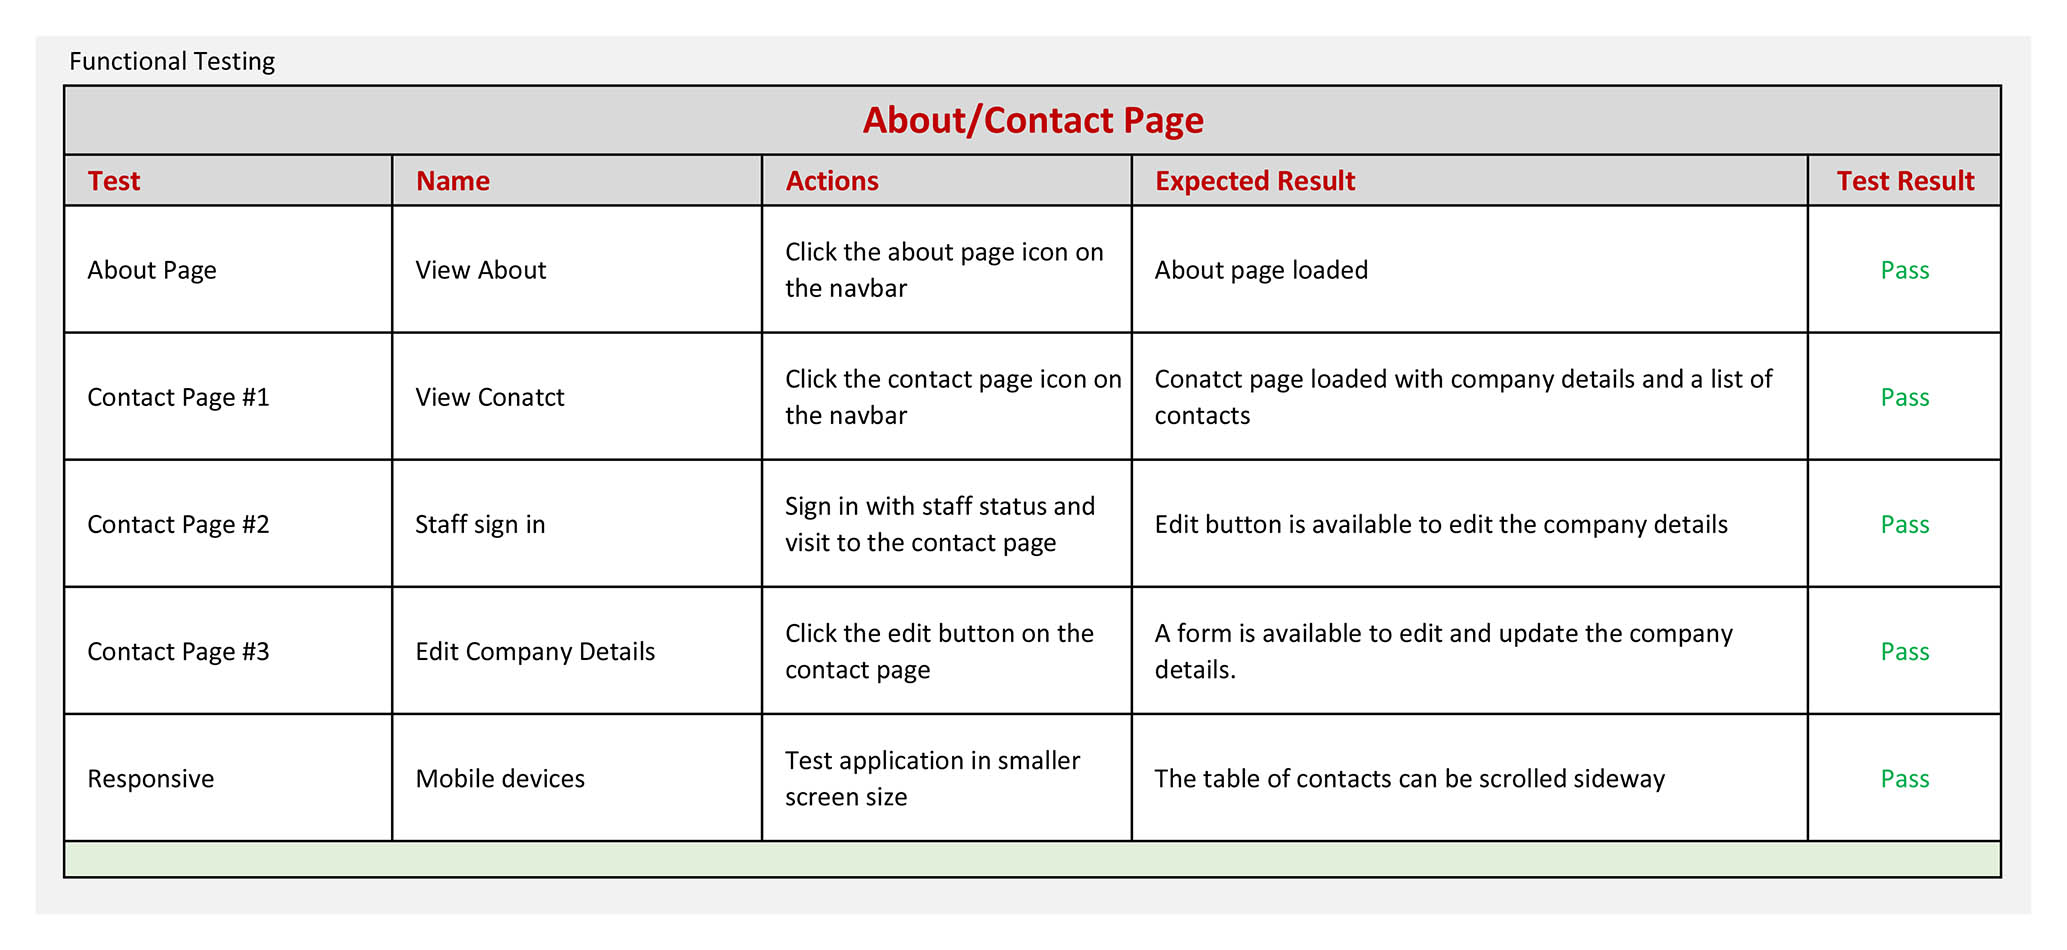 Functional Testing
About/Contact Page
Test Name Actions Expected Result Test Result
About Page
View About
Click the about page icon on
the navbar
About page loaded
Pass
Contact Page #1
View Conatct
Click the contact page icon on
the navbar
Conatct page loaded with company details and a list of
contacts
Pass
Contact Page #2
Staff sign in
Sign in with staff status and
visit to the contact page
Edit button is available to edit the company details
Pass
Contact Page #3
Edit Company Details
Click the edit button on the
contact page
A form is available to edit and update the company
details.
Pass
Responsive
Mobile devices
Test application in smaller
screen size
The table of contacts can be scrolled sideway
Pass